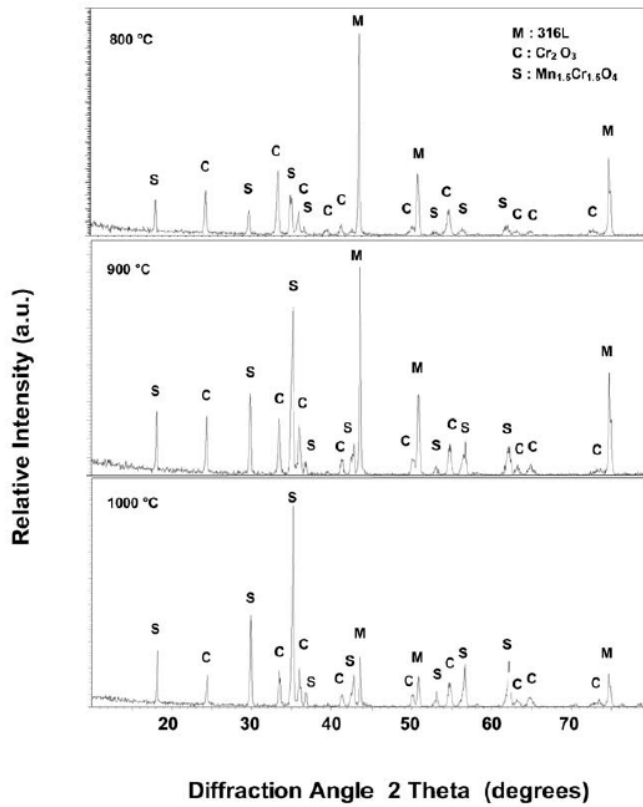 800 °C
M : 316L
C : Cr2 O3
S : Mn1.5Cr1.5O4
S C S C S C S C C M C M S C S S C C C M
900 °C
S C S S C C S C S M C M S C S S C C C M
1000 °C
S C S S C C S C S M C M S C S S C C C M
Relative Intensity (a.u.)
20 30 40 50 60 70
Diffraction Angle 2 Theta (degrees)